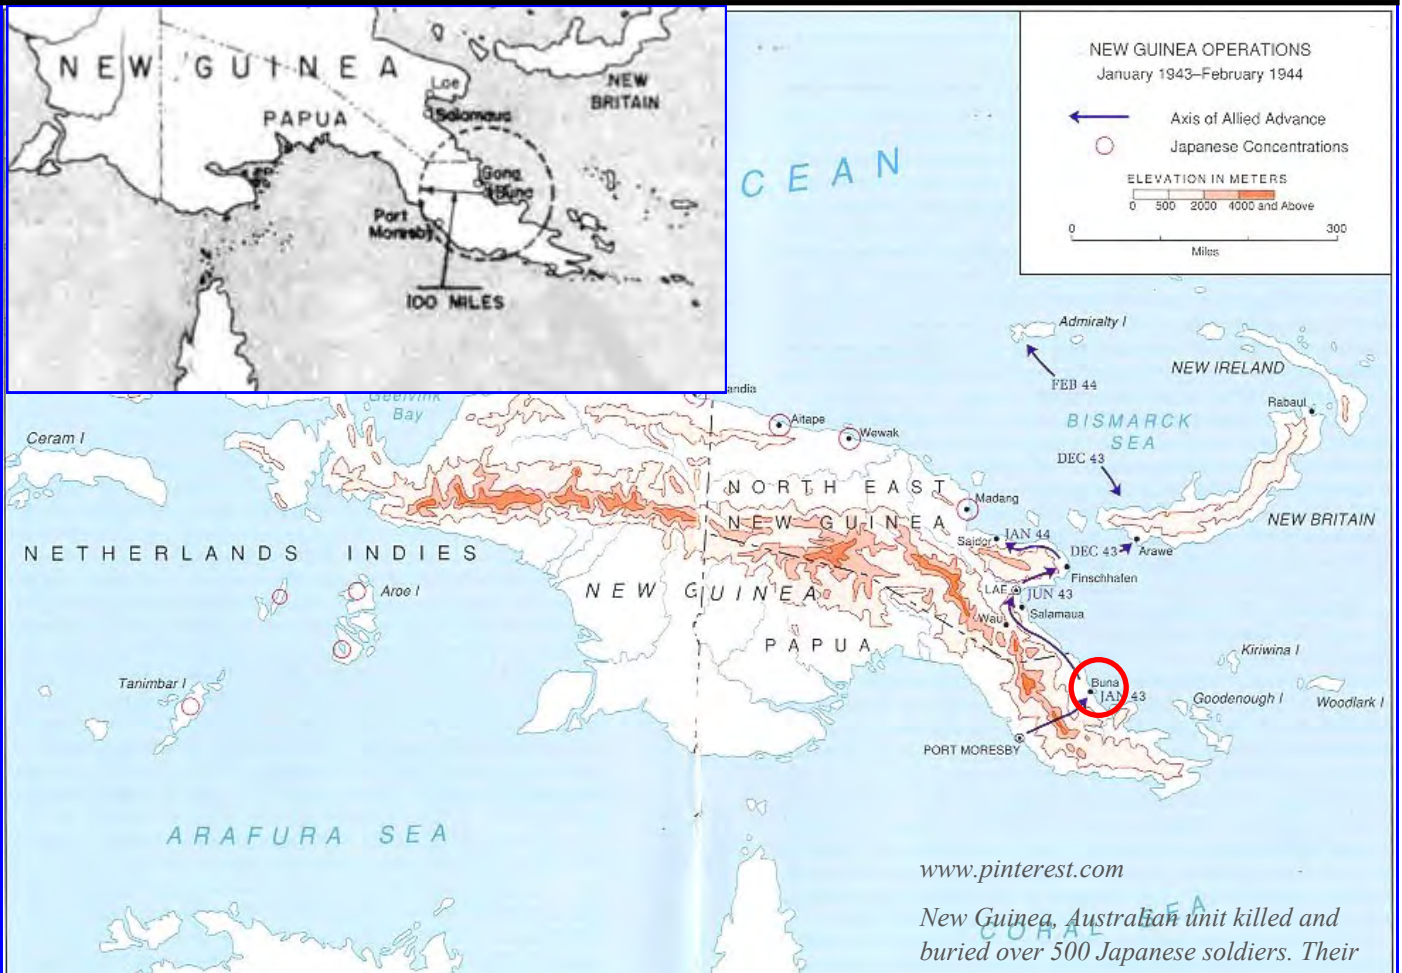 NEW GUINEA
Lae
Salamaua
NEW
BRITAIN
PAPUA
Gona
Buna
Port
Moresby
100 MILES
NEW GUINEA OPERATIONS
January 1943–February 1944
Axis of Allied Advance
Japanese Concentrations
ELEVATION IN METERS
0 500 2000 4000 and Above
0 300
Miles
CEAN
Admiralty I
FEB 44
NEW IRELAND
Rabaul
BISMARCK
SEA
DEC 43
andia
Geelvink
Bay
Aitape
Wewak
Ceram I
NORTH EAST
NEW GUINEA
Madang
NEW BRITAIN
Saidor
JAN 44
DEC 43
Arawe
Finschhafen
NETHERLANDS INDIES
Aroe I
NEW GUINEA
LAE
JUN 43
Salamaua
Wau
PAPUA
Kiriwina I
Tanimbar I
Buna
JAN 43
Goodenough I
Woodlark I
PORT MORESBY
ARAFURA SEA
CORAL SEA
www.pinterest.com
New Guinea, Australian unit killed and
buried over 500 Japanese soldiers. Their